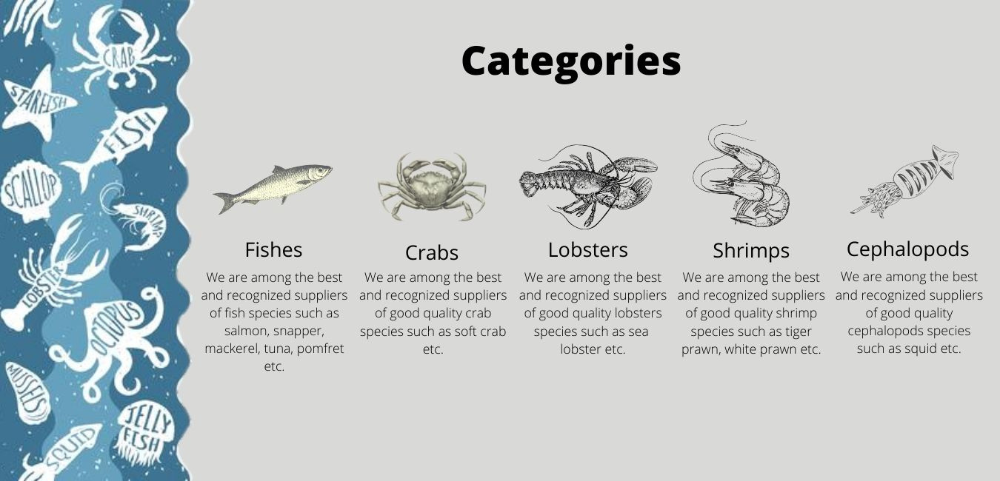 CRAB
STARFISH
FISH
SCALLOP
SHRIMP
LOBSTER
OCTOPUS
MUSSELS
JELLY
FISH
SQUID
Categories
Fishes
We are among the best
and recognized suppliers
of fish species such as
salmon, snapper,
mackerel, tuna, pomfret
etc.
Crabs
We are among the best
and recognized suppliers
of good quality crab
species such as soft crab
etc.
Lobsters
We are among the best
and recognized suppliers
of good quality lobsters
species such as sea
lobster etc.
Shrimps
We are among the best
and recognized suppliers
of good quality shrimp
species such as tiger
prawn, white prawn etc.
Cephalopods
We are among the best
and recognized suppliers
of good quality
cephalopods species
such as squid etc.